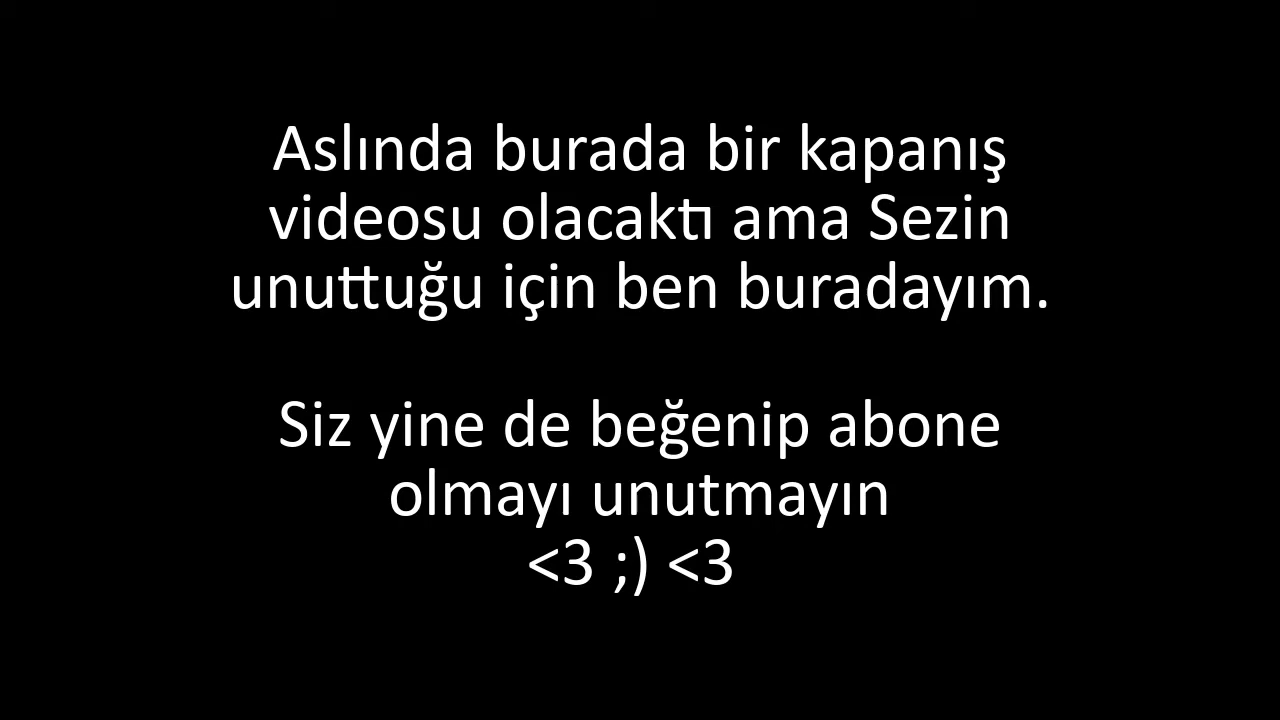 Aslında burada bir kapanış
videosu olacaktı ama Sezin
unuttuğu için ben buradayım.
Siz yine de beğenip abone
olmayı unutmayın
<3 ;) <3